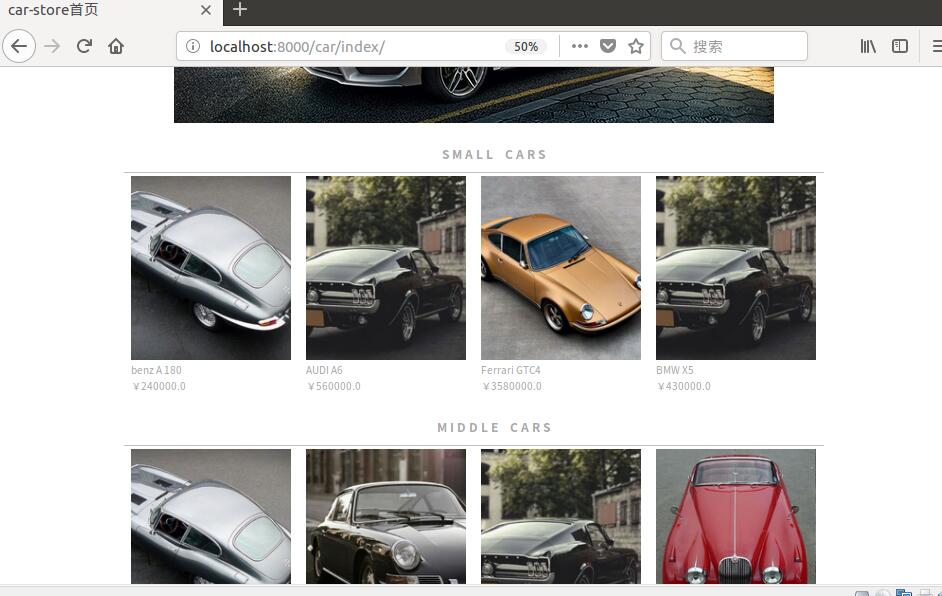 car-store首页
localhost:8000/car/index/
50%
搜索
SMALL CARS
benz A 180
¥240000.0
AUDI A6
¥560000.0
Ferrari GTC4
¥3580000.0
BMW X5
¥430000.0
MIDDLE CARS